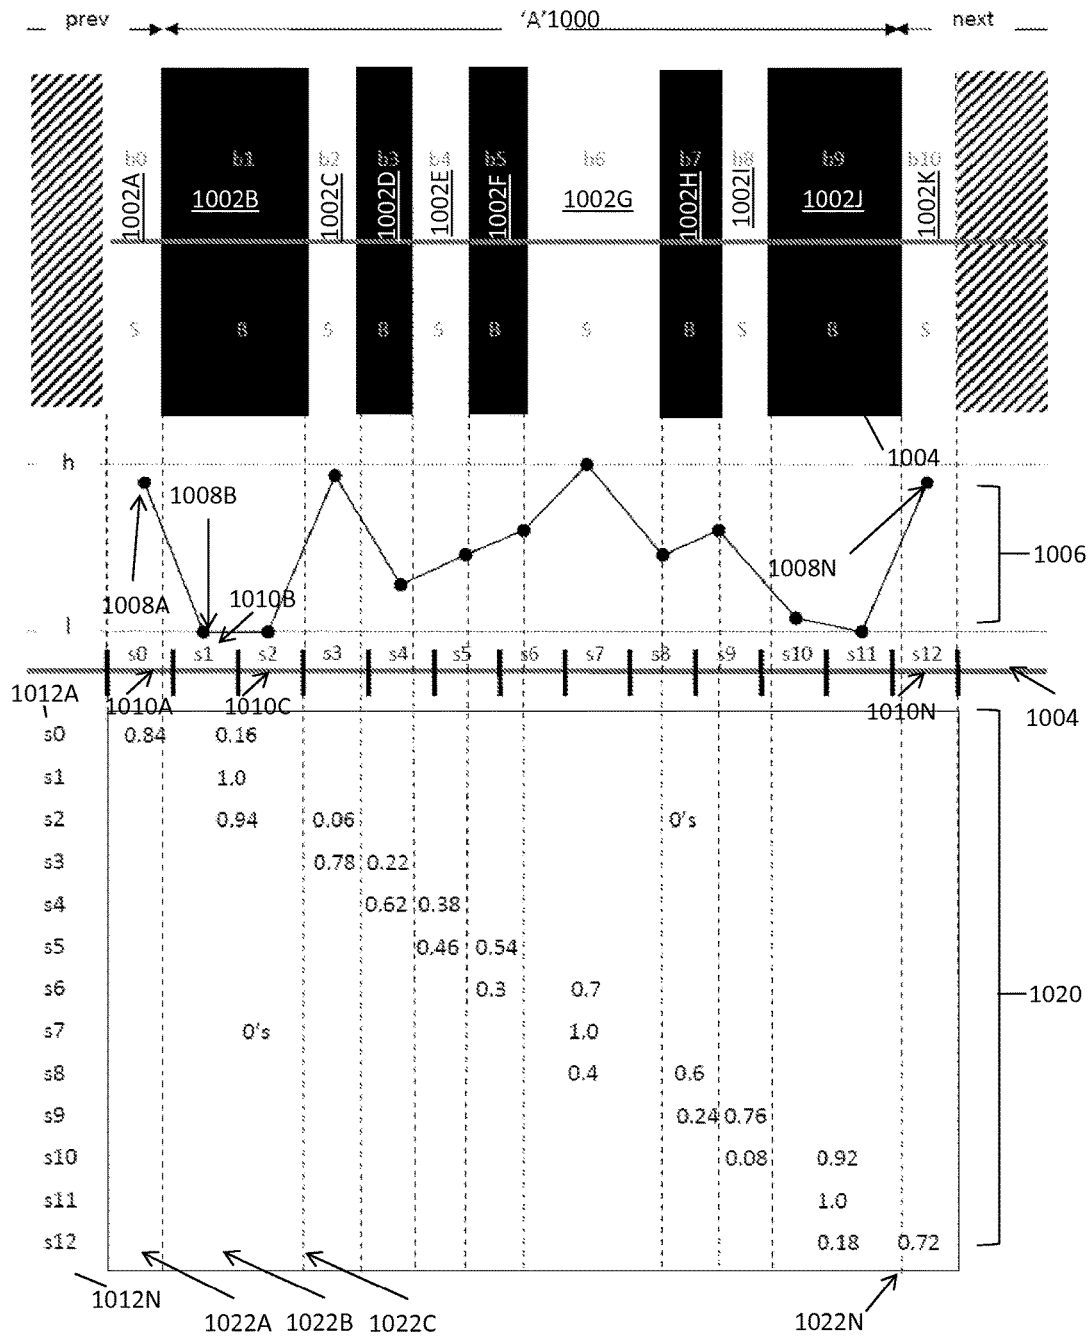 prev 'A'1000 next
b0 b1 b2 b3 b4 b5 b6 b7 b8 b9 b10
1002A 1002B 1002C 1002D 1002E 1002F 1002G 1002H 1002I 1002J 1002K
S B S B S B S B S B S
h
1004
1008B
1008N
1006
1008A
1010B
l
s0 s1 s2 s3 s4 s5 s6 s7 s8 s9 s10 s11 s12
1012A
1010A 1010C 1010N
1004
s0 0.84 0.16
s1 1.0
s2 0.94 0.06 0's
s3 0.78 0.22
s4 0.62 0.38
s5 0.46 0.54
s6 0.3 0.7
1020
s7 0's 1.0
s8 0.4 0.6
s9 0.24 0.76
s10 0.08 0.92
s11 1.0
s12 0.18 0.72
1012N
1022A 1022B 1022C 1022N